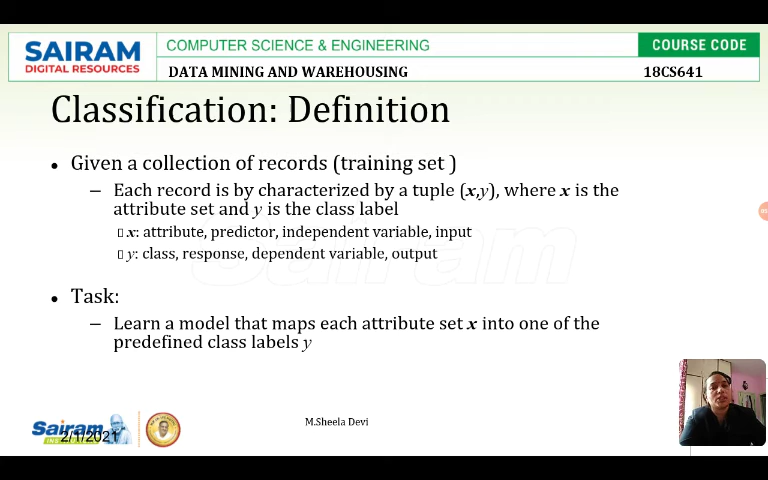 SAIRAM
DIGITAL RESOURCES
COMPUTER SCIENCE & ENGINEERING
COURSE CODE
DATA MINING AND WAREHOUSING
18CS641
Classification: Definition
• Given a collection of records (training set )
– Each record is by characterized by a tuple (x,y), where x is the
attribute set and y is the class label
▯ x: attribute, predictor, independent variable, input
▯ y: class, response, dependent variable, output
Sairam
• Task:
– Learn a model that maps each attribute set x into one of the
predefined class labels y
M.Sheela Devi
Sairam
2/1/2021